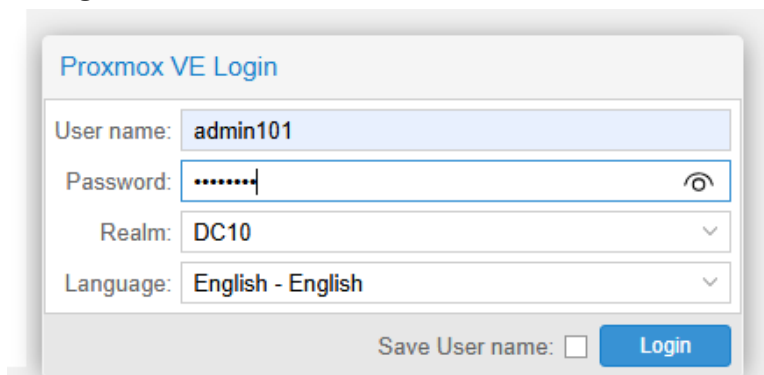 Proxmox VE Login
User name: admin101
Password: ••••••••
Realm: DC10
Language: English - English
Save User name: Login